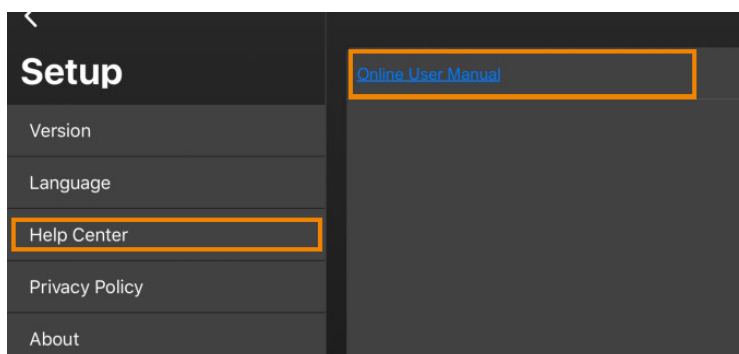 Setup
Version
Language
Help Center
Privacy Policy
About
Online User Manual